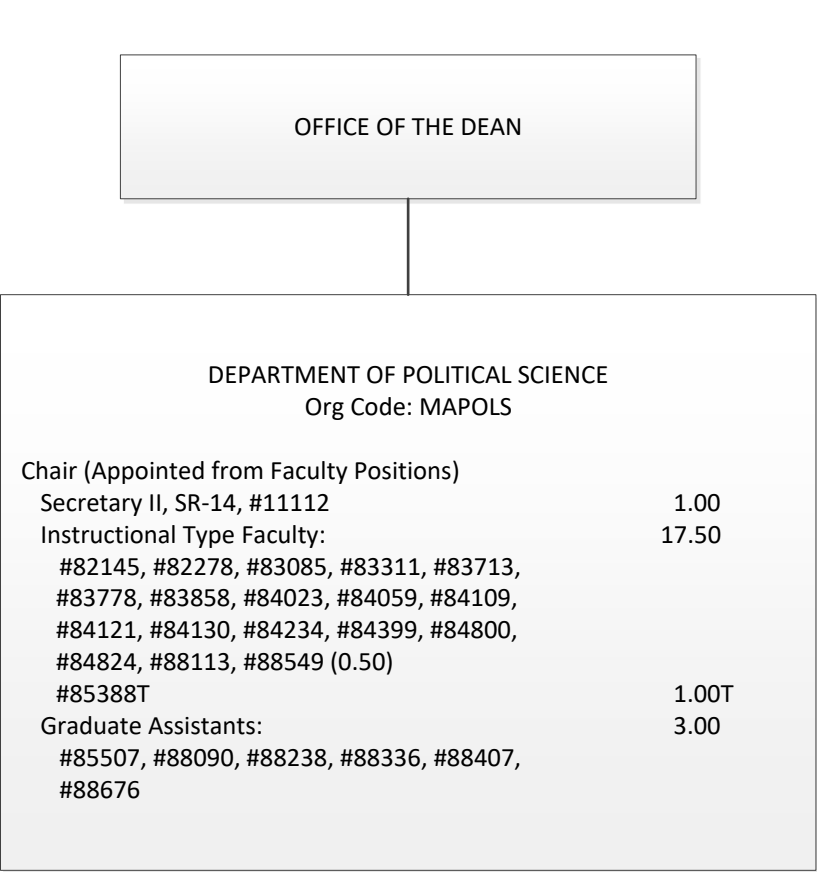 OFFICE OF THE DEAN
DEPARTMENT OF POLITICAL SCIENCE
Org Code: MAPOLS
Chair (Appointed from Faculty Positions)
Secretary II, SR-14, #11112 1.00
Instructional Type Faculty: 17.50
#82145, #82278, #83085, #83311, #83713,
#83778, #83858, #84023, #84059, #84109,
#84121, #84130, #84234, #84399, #84800,
#84824, #88113, #88549 (0.50)
#85388T 1.00T
Graduate Assistants: 3.00
#85507, #88090, #88238, #88336, #88407,
#88676